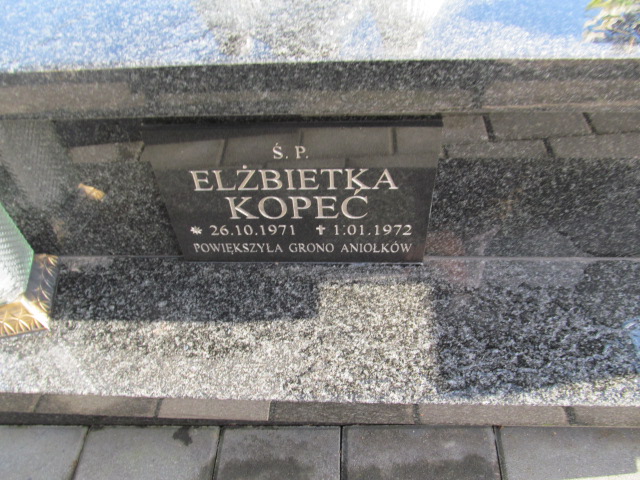 Ś. P.
ELŻBIETKA
KOPEĆ
* 26.10.1971 ✝ 1.01.1972
POWIĘKSZYŁA GRONO ANIOŁKÓW